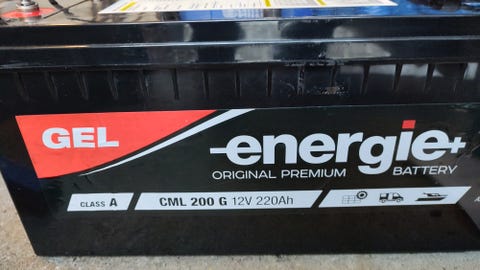 GEL
-energie+
ORIGINAL PREMIUM BATTERY
CLASS A
CML 200 G 12V 220Ah